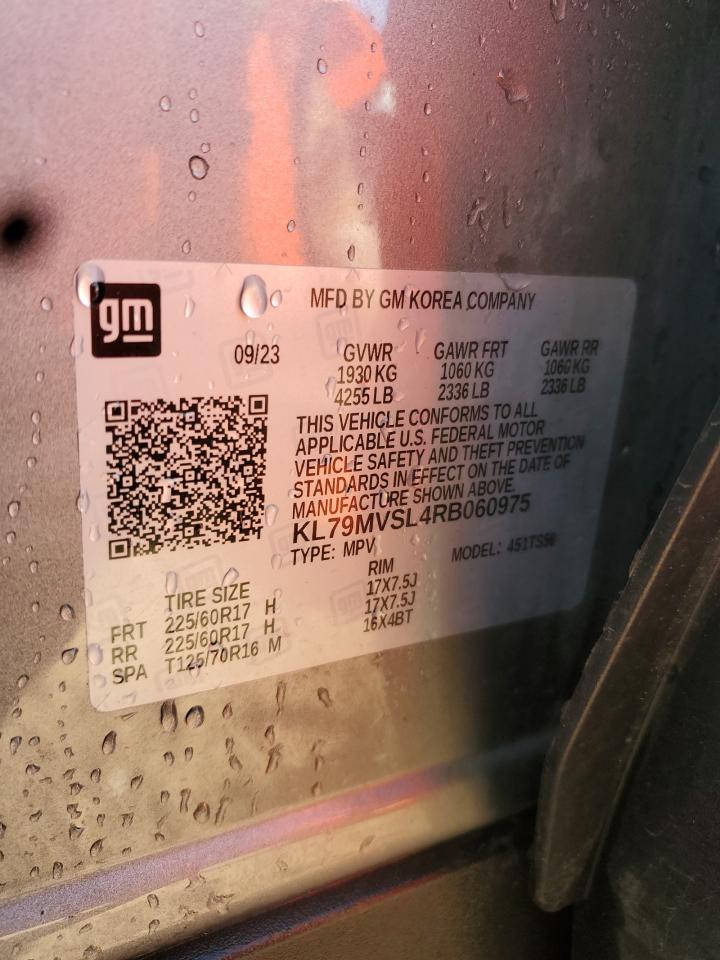 gm
MFD BY GM KOREA COMPANY
09/23 GVWR GAWR FRT GAWR RR
1930 KG 1060 KG 1060 KG
4255 LB 2336 LB 2336 LB
THIS VEHICLE CONFORMS TO ALL
APPLICABLE U.S. FEDERAL MOTOR
VEHICLE SAFETY AND THEFT PREVENTION
STANDARDS IN EFFECT ON THE DATE OF
MANUFACTURE SHOWN ABOVE.
KL79MVSL4RB060975
TYPE: MPV MODEL: 451TS56
TIRE SIZE RIM
FRT 225/60R17 H 17X7.5J
RR 225/60R17 H 17X7.5J
SPA T125/70R16 M 16X4BT